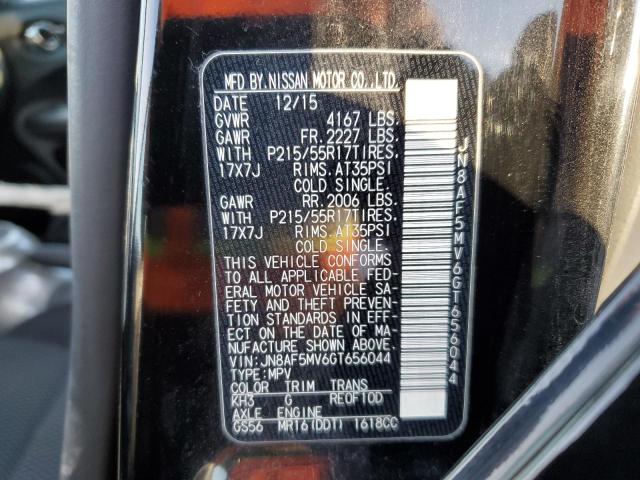 MFD BY.NISSAN MOTOR CO.,LTD.
DATE 12/15
GVWR 4167 LBS.
GAWR FR.2227 LBS.
WITH P215/55R17TIRES,
17X7J RIMS.AT35PSI
COLD SINGLE.
GAWR RR.2006 LBS.
WITH P215/55R17TIRES,
17X7J RIMS.AT35PSI
COLD SINGLE.
THIS VEHICLE CONFORMS
TO ALL APPLICABLE FED-
ERAL MOTOR VEHICLE SA-
FETY AND THEFT PREVEN-
TION STANDARDS IN EFF-
ECT ON THE DATE OF MA-
NUFACTURE SHOWN ABOVE.
VIN:JN8AF5MV6GT656044
TYPE:MPV
COLOR TRIM TRANS
KH3 G RE0F10D
AXLE ENGINE
GS56 MR16(DDT) 1618CC
JN8AF5MV6GT656044